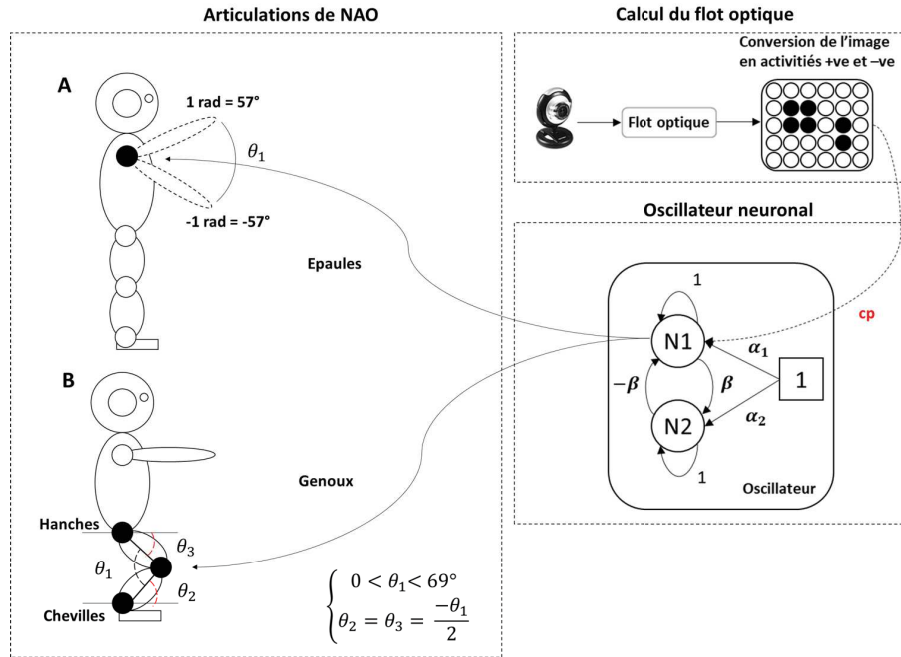 Articulations de NAO
A
1 rad = 57°
θ₁
-1 rad = -57°
Epaules
B
Genoux
Hanches
θ₃
θ₁
θ₂
Chevilles
0 < θ₁ < 69°
θ₂ = θ₃ = -θ₁/2
Calcul du flot optique
Conversion de l’image
en activitiés +ve et –ve
Flot optique
Oscillateur neuronal
cp
1
N1
α₁
1
-β
β
α₂
N2
1
Oscillateur